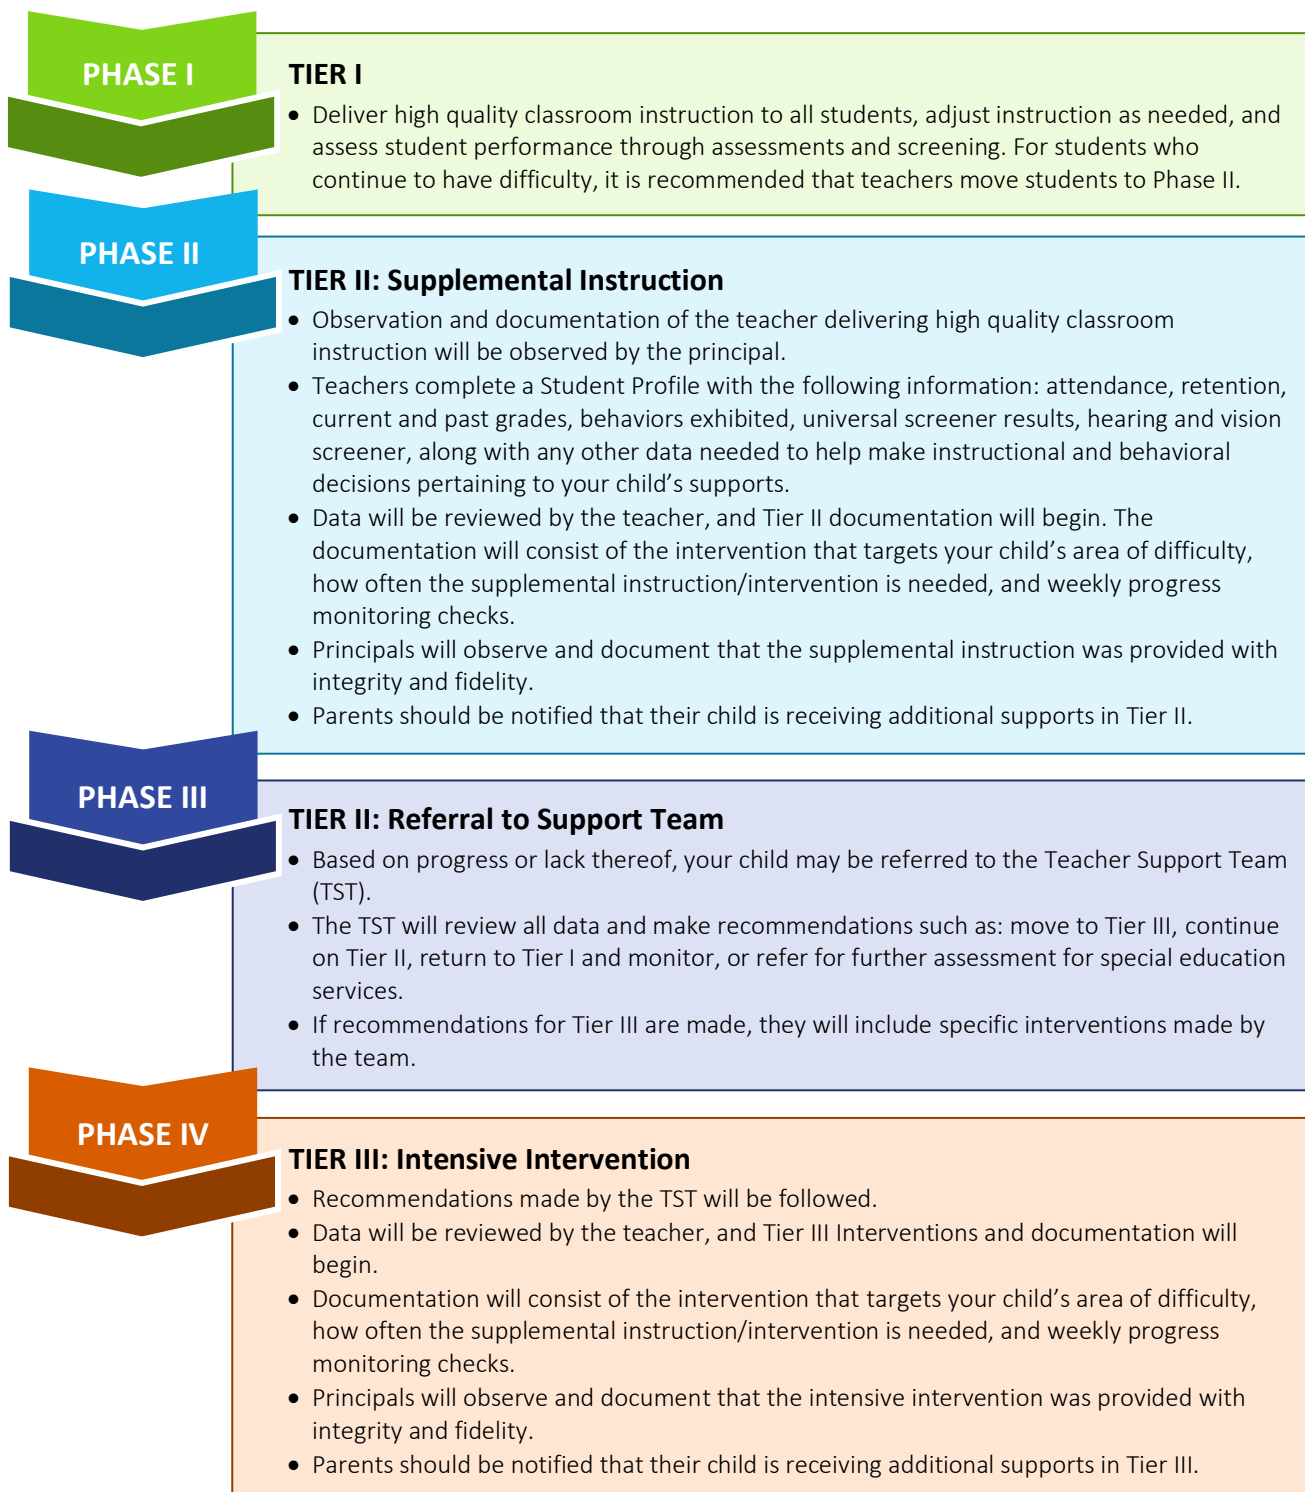 PHASE I
TIER I
• Deliver high quality classroom instruction to all students, adjust instruction as needed, and
assess student performance through assessments and screening. For students who
continue to have difficulty, it is recommended that teachers move students to Phase II.
PHASE II
TIER II: Supplemental Instruction
• Observation and documentation of the teacher delivering high quality classroom
instruction will be observed by the principal.
• Teachers complete a Student Profile with the following information: attendance, retention,
current and past grades, behaviors exhibited, universal screener results, hearing and vision
screener, along with any other data needed to help make instructional and behavioral
decisions pertaining to your child’s supports.
• Data will be reviewed by the teacher, and Tier II documentation will begin. The
documentation will consist of the intervention that targets your child’s area of difficulty,
how often the supplemental instruction/intervention is needed, and weekly progress
monitoring checks.
• Principals will observe and document that the supplemental instruction was provided with
integrity and fidelity.
• Parents should be notified that their child is receiving additional supports in Tier II.
PHASE III
TIER II: Referral to Support Team
• Based on progress or lack thereof, your child may be referred to the Teacher Support Team
(TST).
• The TST will review all data and make recommendations such as: move to Tier III, continue
on Tier II, return to Tier I and monitor, or refer for further assessment for special education
services.
• If recommendations for Tier III are made, they will include specific interventions made by
the team.
PHASE IV
TIER III: Intensive Intervention
• Recommendations made by the TST will be followed.
• Data will be reviewed by the teacher, and Tier III Interventions and documentation will
begin.
• Documentation will consist of the intervention that targets your child’s area of difficulty,
how often the supplemental instruction/intervention is needed, and weekly progress
monitoring checks.
• Principals will observe and document that the intensive intervention was provided with
integrity and fidelity.
• Parents should be notified that their child is receiving additional supports in Tier III.